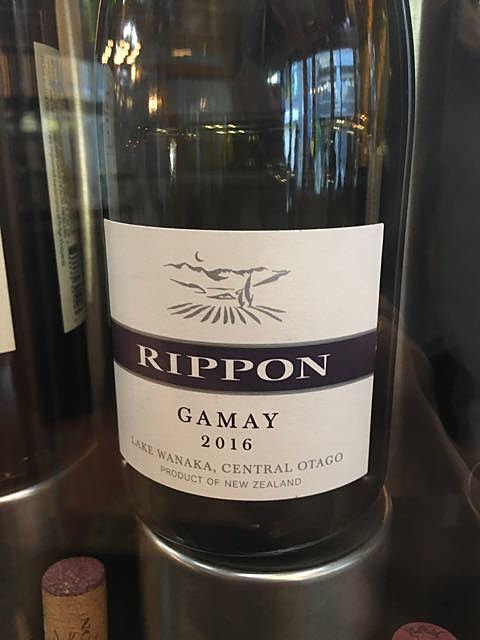 RIPPON
GAMAY
2016
LAKE WANAKA, CENTRAL OTAGO
PRODUCT OF NEW ZEALAND